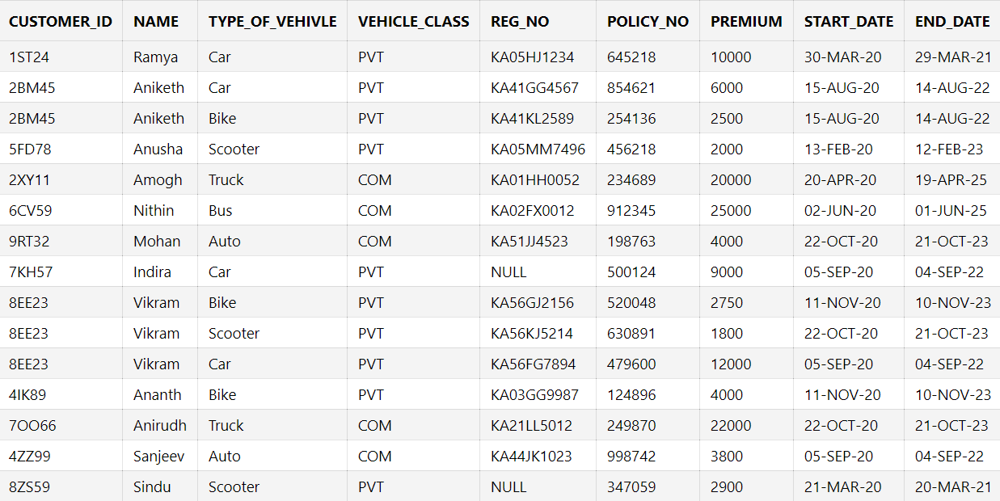 CUSTOMER_ID NAME TYPE_OF_VEHIVLE VEHICLE_CLASS REG_NO POLICY_NO PREMIUM START_DATE END_DATE
1ST24 Ramya Car PVT KA05HJ1234 645218 10000 30-MAR-20 29-MAR-21
2BM45 Aniketh Car PVT KA41GG4567 854621 6000 15-AUG-20 14-AUG-22
2BM45 Aniketh Bike PVT KA41KL2589 254136 2500 15-AUG-20 14-AUG-22
5FD78 Anusha Scooter PVT KA05MM7496 456218 2000 13-FEB-20 12-FEB-23
2XY11 Amogh Truck COM KA01HH0052 234689 20000 20-APR-20 19-APR-25
6CV59 Nithin Bus COM KA02FX0012 912345 25000 02-JUN-20 01-JUN-25
9RT32 Mohan Auto COM KA51JJ4523 198763 4000 22-OCT-20 21-OCT-23
7KH57 Indira Car PVT NULL 500124 9000 05-SEP-20 04-SEP-22
8EE23 Vikram Bike PVT KA56GJ2156 520048 2750 11-NOV-20 10-NOV-23
8EE23 Vikram Scooter PVT KA56KJ5214 630891 1800 22-OCT-20 21-OCT-23
8EE23 Vikram Car PVT KA56FG7894 479600 12000 05-SEP-20 04-SEP-22
4IK89 Ananth Bike PVT KA03GG9987 124896 4000 11-NOV-20 10-NOV-23
7OO66 Anirudh Truck COM KA21LL5012 249870 22000 22-OCT-20 21-OCT-23
4ZZ99 Sanjeev Auto COM KA44JK1023 998742 3800 05-SEP-20 04-SEP-22
8ZS59 Sindu Scooter PVT NULL 347059 2900 21-MAR-20 20-MAR-21